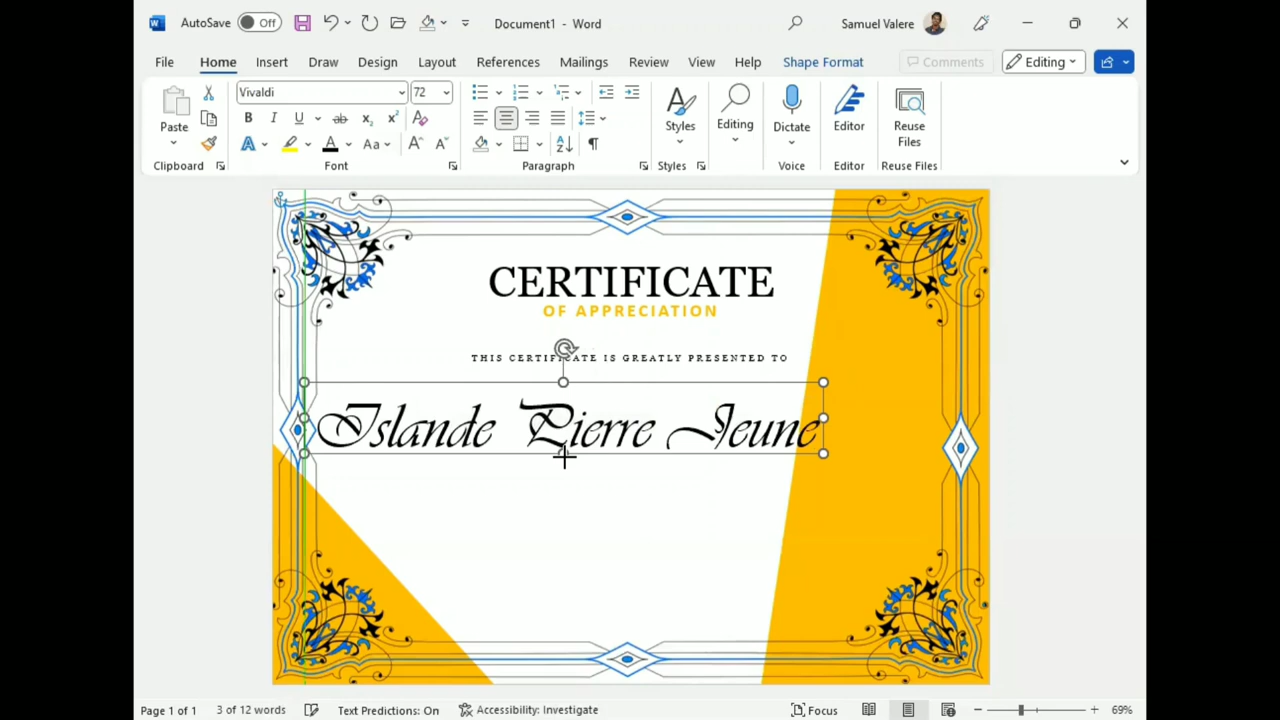 AutoSave Off Document1 - Word Samuel Valere
File Home Insert Draw Design Layout References Mailings Review View Help Shape Format Comments Editing
Vivaldi 72
Paste Styles Editing Dictate Editor Reuse Files
Clipboard Font Paragraph Styles Voice Editor Reuse Files
CERTIFICATE
OF APPRECIATION
THIS CERTIFICATE IS GREATLY PRESENTED TO
Islande Pierre Jeune
Page 1 of 1 3 of 12 words Text Predictions: On Accessibility: Investigate Focus 69%